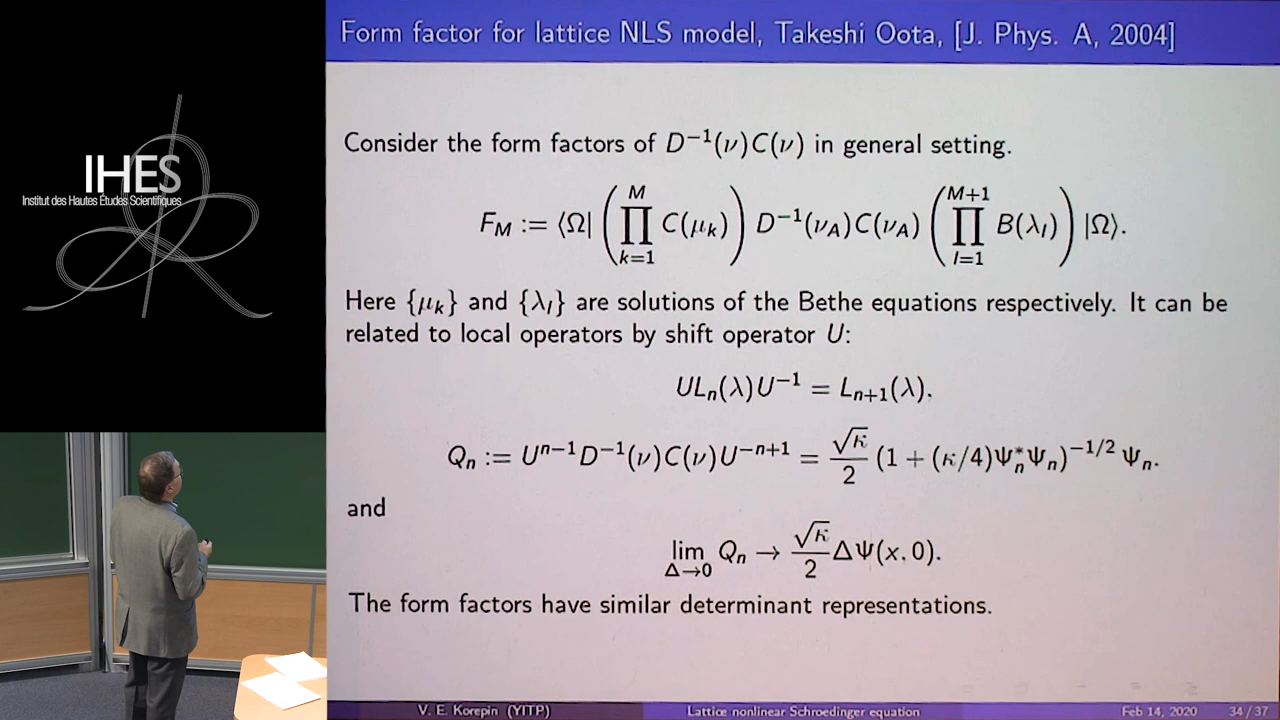 IHES
Institut des Hautes Études Scientifiques
Form factor for lattice NLS model, Takeshi Oota, [J. Phys. A, 2004]
Consider the form factors of D⁻¹(ν)C(ν) in general setting.
F_M := ⟨Ω| (∏_{k=1}^{M} C(μ_k)) D⁻¹(ν_A)C(ν_A) (∏_{l=1}^{M+1} B(λ_l)) |Ω⟩.
Here {μ_k} and {λ_l} are solutions of the Bethe equations respectively. It can be
related to local operators by shift operator U:
UL_n(λ)U⁻¹ = L_{n+1}(λ).
Q_n := U^{n−1}D⁻¹(ν)C(ν)U^{−n+1} = √κ/2 (1 + (κ/4)Ψ*_nΨ_n)^{−1/2} Ψ_n.
and
lim_{Δ→0} Q_n → √κ/2 ΔΨ(x, 0).
The form factors have similar determinant representations.
V. E. Korepin (YITP) Lattice nonlinear Schroedinger equation Feb 14, 2020 34 / 37